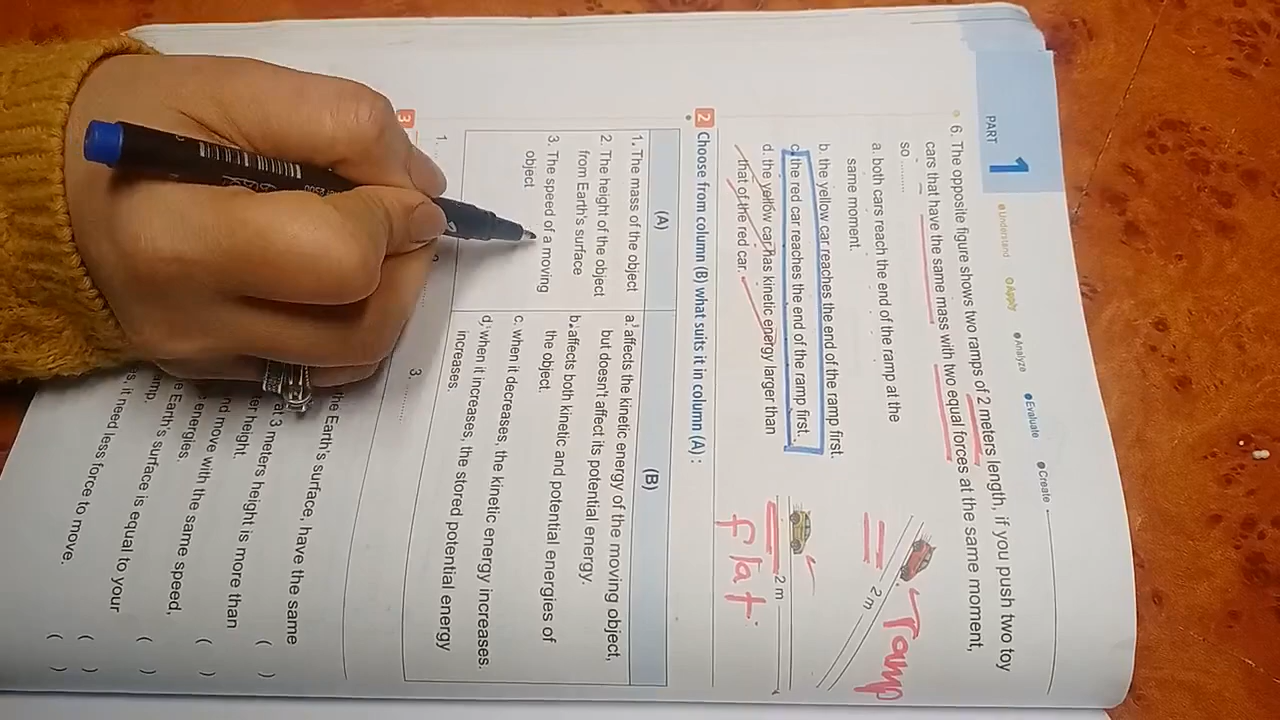 PART 1
Understand Apply Analyze Evaluate Create
6. The opposite figure shows two ramps of 2 meters length, if you push two toy
cars that have the same mass with two equal forces at the same moment,
so ..........
a. both cars reach the end of the ramp at the
same moment.
b. the yellow car reaches the end of the ramp first.
c. the red car reaches the end of the ramp first.
d. the yellow car has kinetic energy larger than
that of the red car.
ramp
2 m
2 m
flat
2 Choose from column (B) what suits it in column (A) :
(A)
1. The mass of the object
2. The height of the object
from Earth's surface
3. The speed of a moving
object
(B)
a. affects the kinetic energy of the moving object,
but doesn't affect its potential energy.
b. affects both kinetic and potential energies of
the object.
c. when it decreases, the kinetic energy increases.
d. when it increases, the stored potential energy
increases.
1.
3. ..........
3
the Earth's surface, have the same
( )
at 3 meters height is more than
height.
( )
move with the same speed,
energies.
( )
Earth's surface is equal to your
( )
it need less force to move.
( )